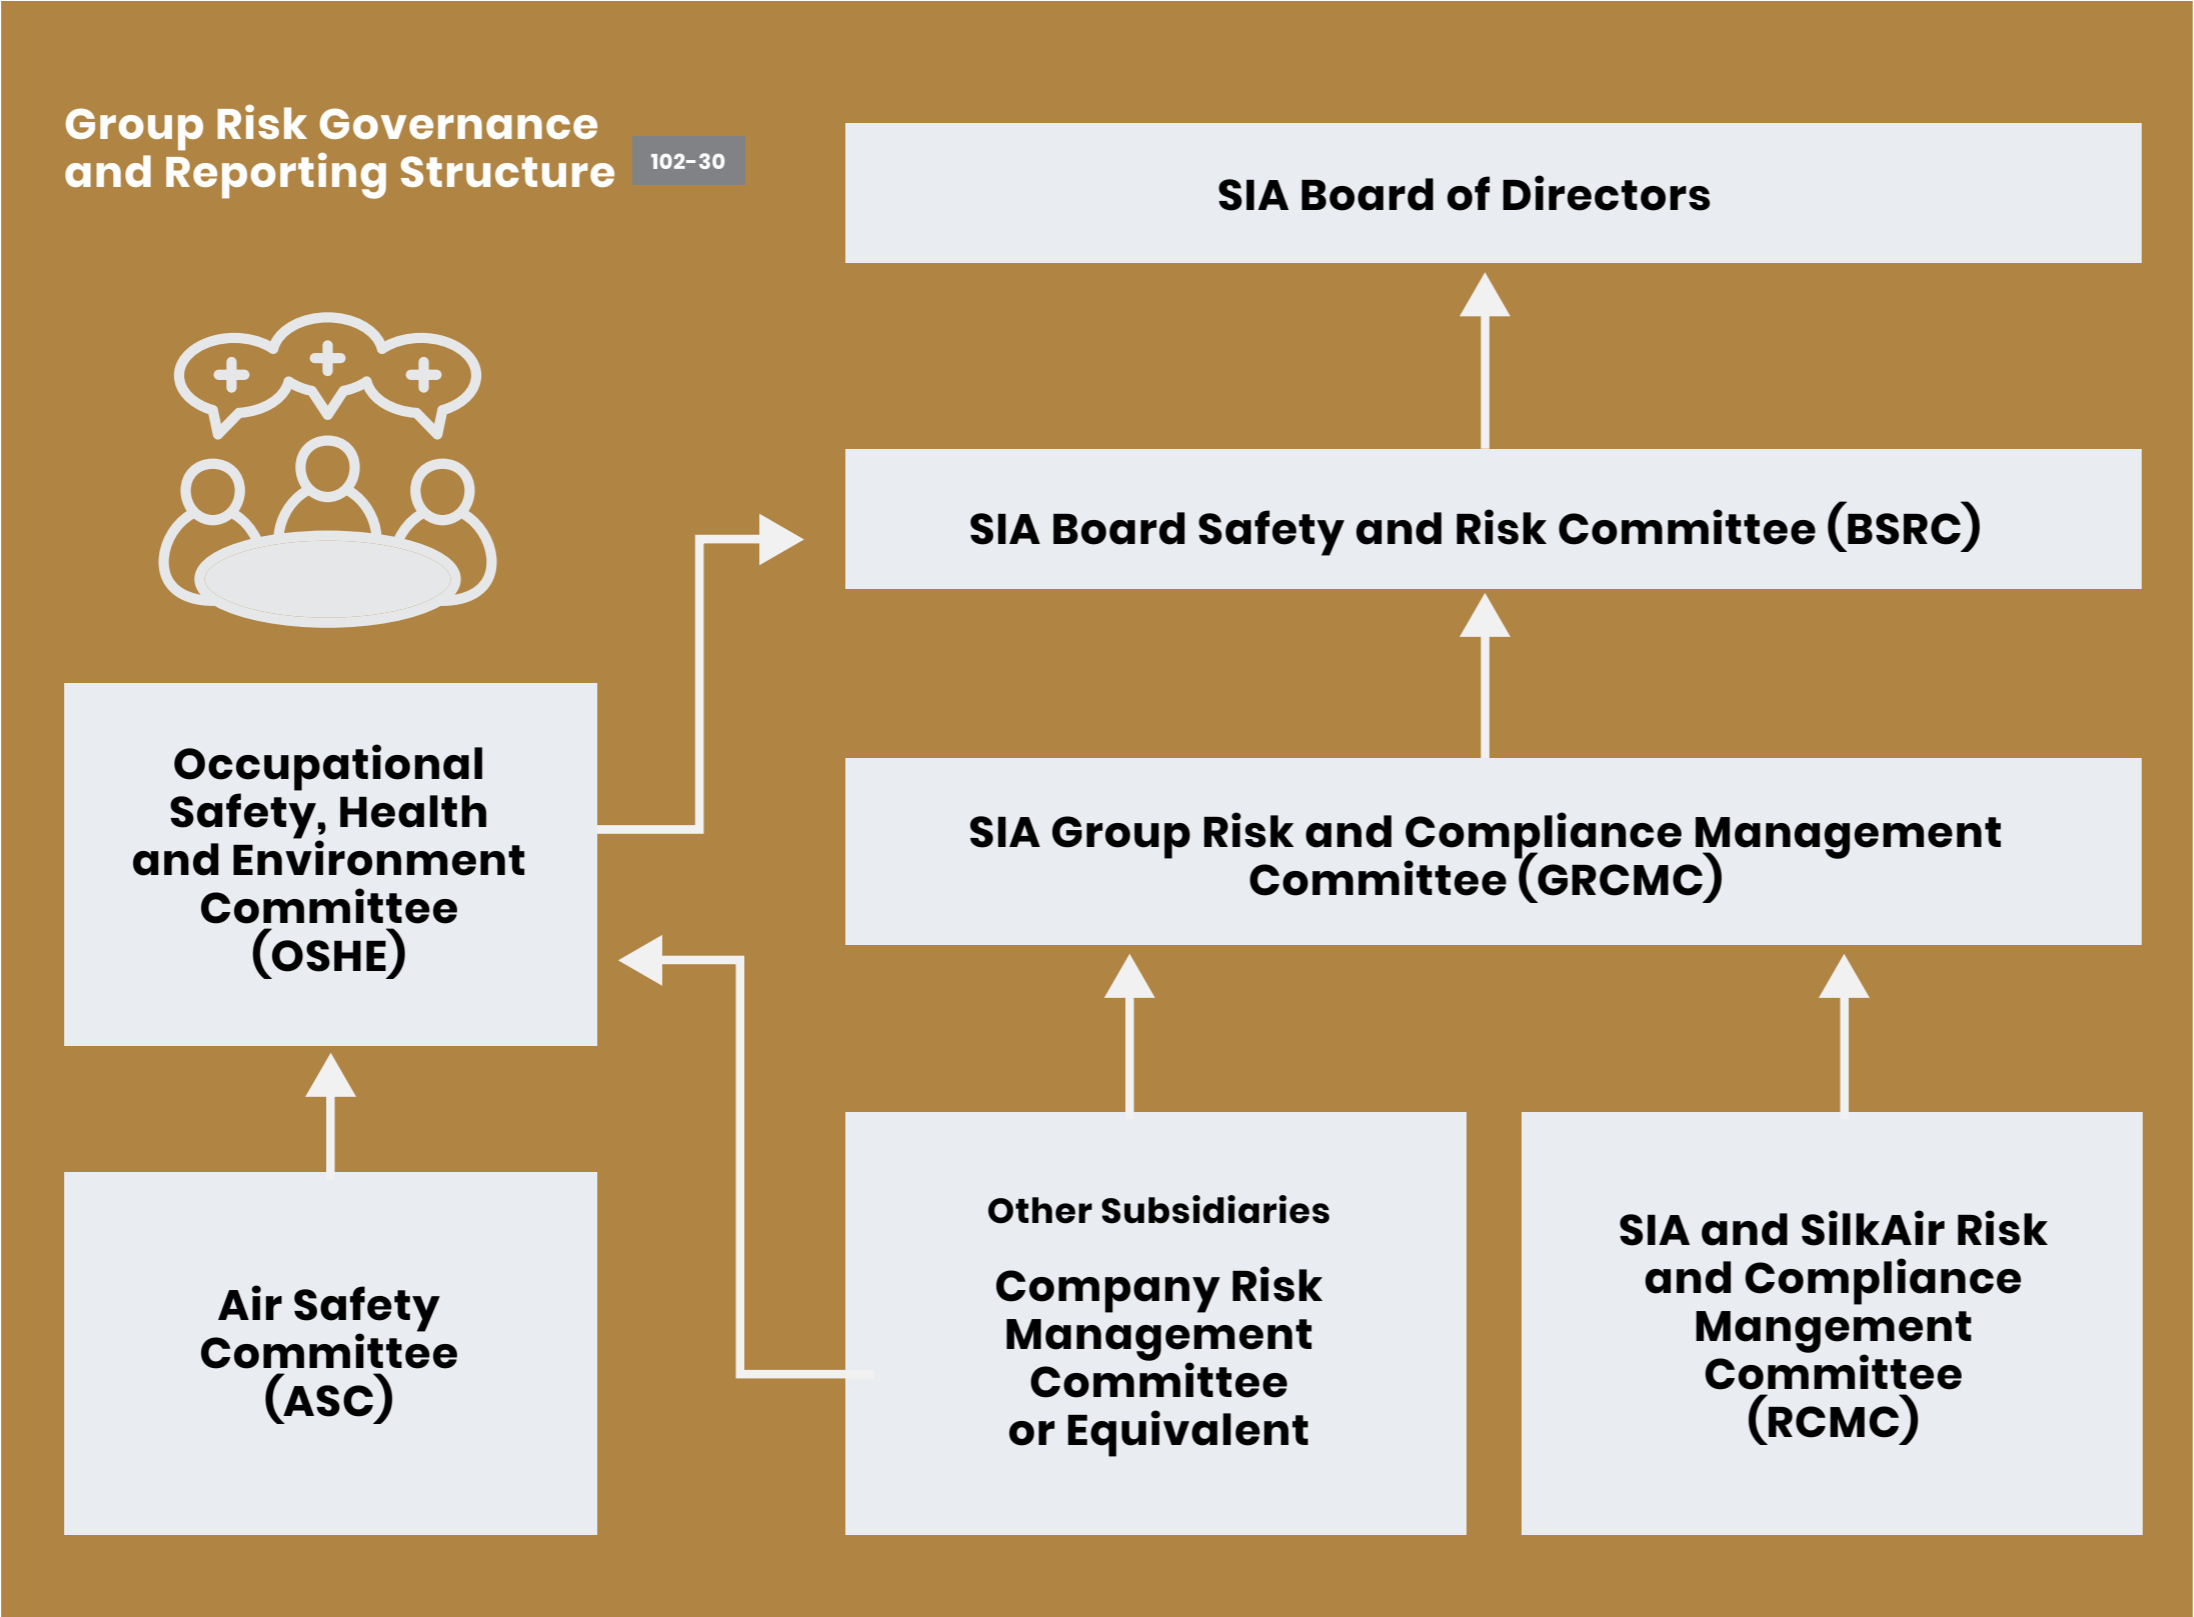 Group Risk Governance
and Reporting Structure
102-30
SIA Board of Directors
SIA Board Safety and Risk Committee (BSRC)
Occupational
Safety, Health
and Environment
Committee
(OSHE)
SIA Group Risk and Compliance Management
Committee (GRCMC)
Air Safety
Committee
(ASC)
Other Subsidiaries
Company Risk
Management
Committee
or Equivalent
SIA and SilkAir Risk
and Compliance
Mangement
Committee
(RCMC)